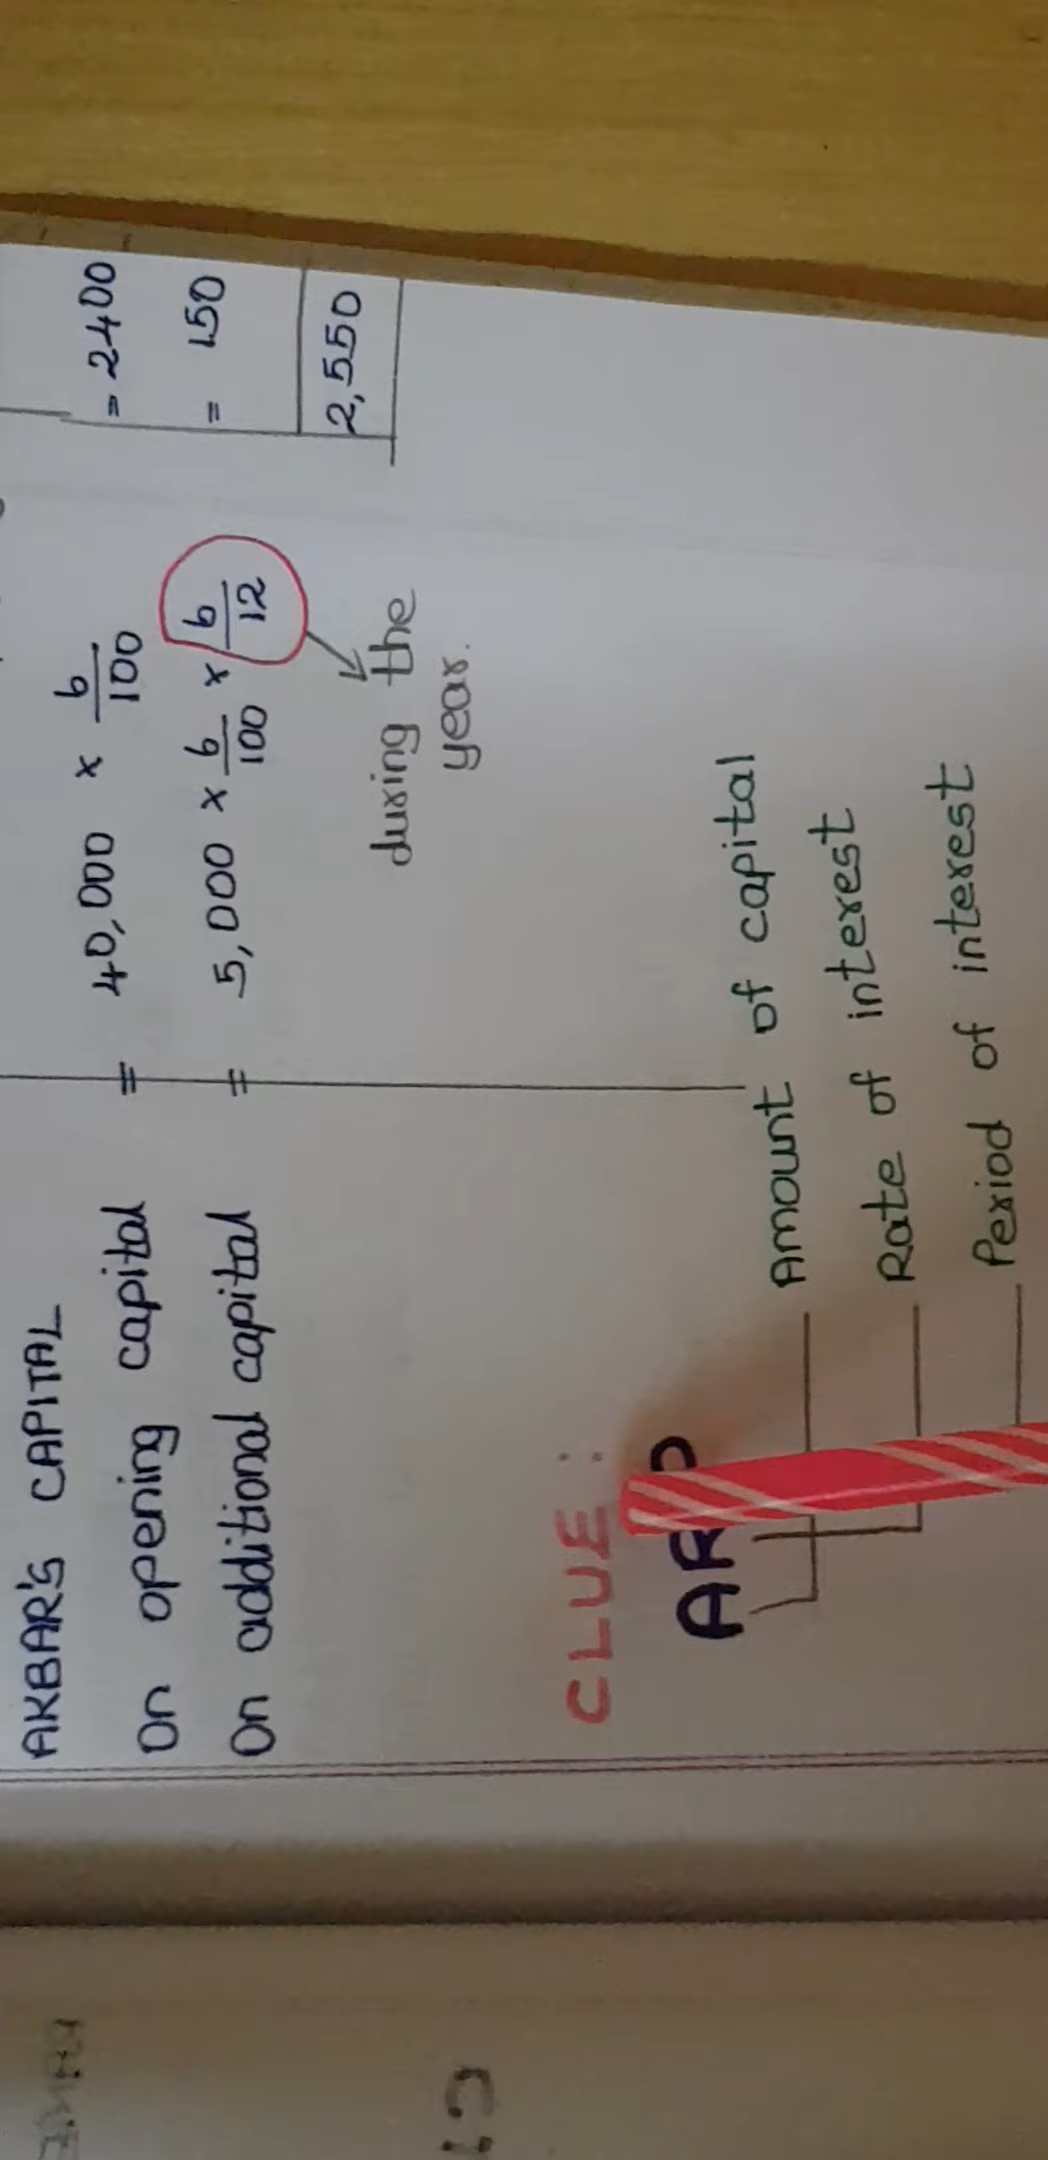 AKBAR'S CAPITAL
On opening capital = 40,000 x 6/100 = 2400
On additional capital = 5,000 x 6/100 x 6/12 = 150
2,550
during the
year.
CLUE :
ARP
Amount of capital
Rate of interest
Period of interest